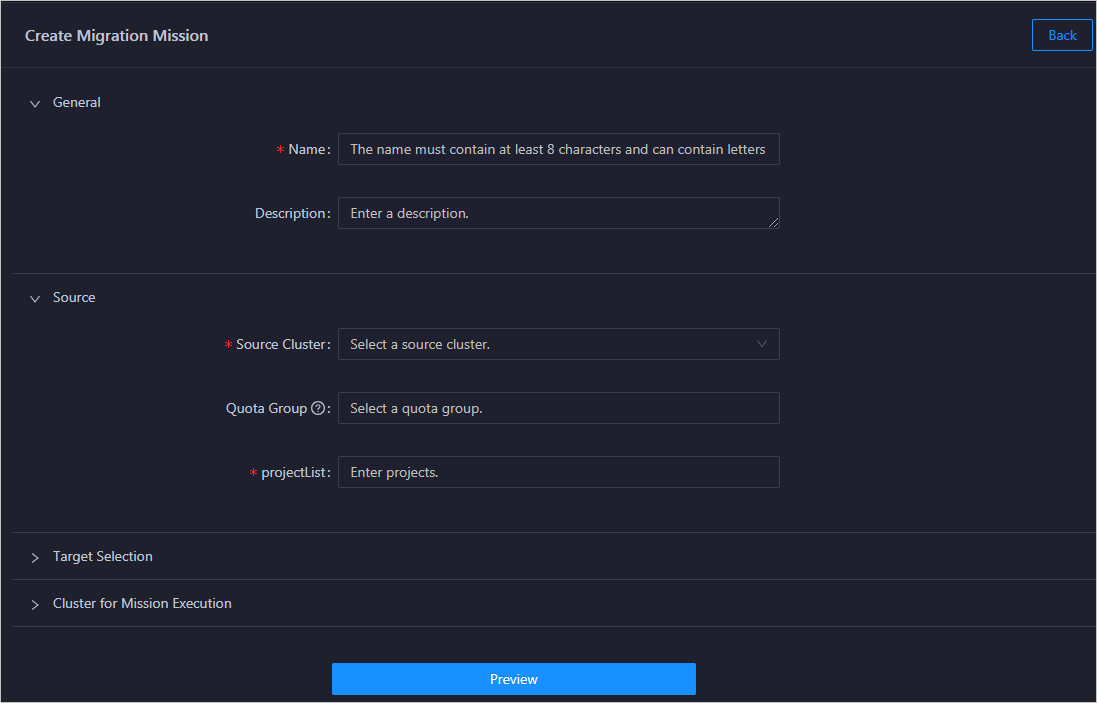 Create Migration Mission
Back
General
* Name:
The name must contain at least 8 characters and can contain letters
Description:
Enter a description.
Source
* Source Cluster:
Select a source cluster.
Quota Group ?:
Select a quota group.
* projectList:
Enter projects.
Target Selection
Cluster for Mission Execution
Preview